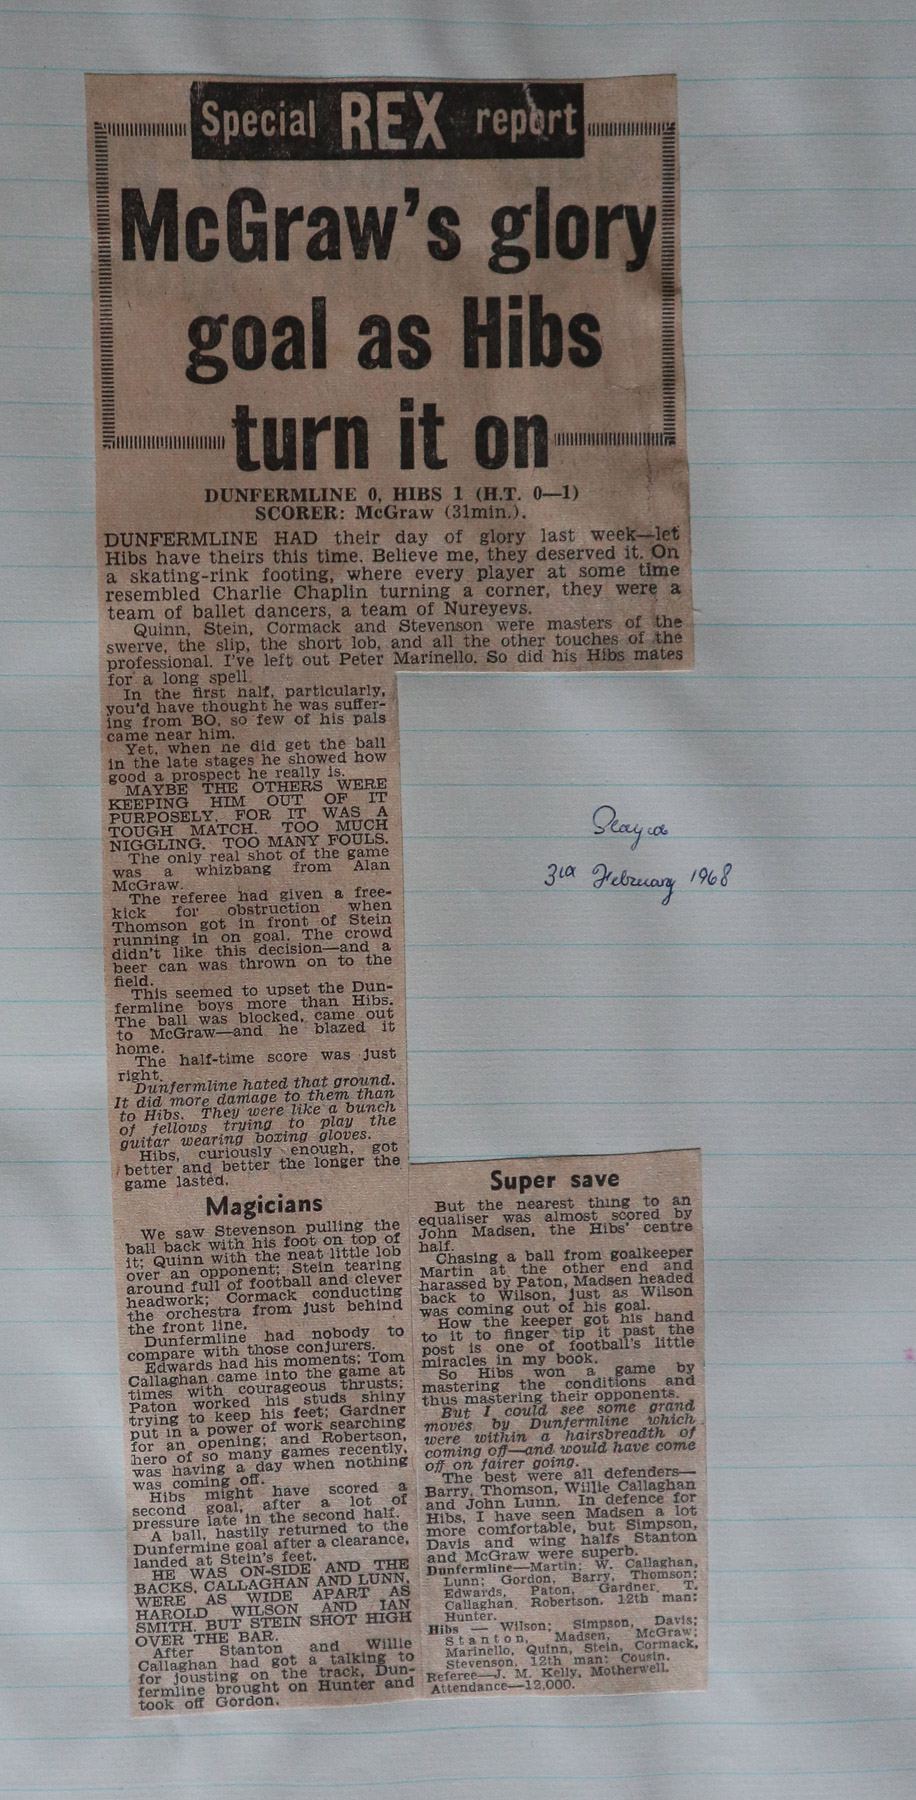 Special REX report
McGraw's glory
goal as Hibs
turn it on
DUNFERMLINE 0, HIBS 1 (H.T. 0—1)
SCORER: McGraw (31min.).
DUNFERMLINE HAD their day of glory last week—let
Hibs have theirs this time. Believe me, they deserved it. On
a skating-rink footing, where every player at some time
resembled Charlie Chaplin turning a corner, they were a
team of ballet dancers, a team of Nureyevs.
Quinn, Stein, Cormack and Stevenson were masters of the
swerve, the slip, the short lob, and all the other touches of the
professional. I've left out Peter Marinello. So did his Hibs mates
for a long spell.
In the first half, particularly,
you'd have thought he was suffer-
ing from BO, so few of his pals
came near him.
Yet, when he did get the ball
in the late stages he showed how
good a prospect he really is.
MAYBE THE OTHERS WERE
KEEPING HIM OUT OF IT
PURPOSELY, FOR IT WAS A
TOUGH MATCH. TOO MUCH
NIGGLING. TOO MANY FOULS.
The only real shot of the game
was a whizbang from Alan
McGraw.
The referee had given a free-
kick for obstruction when
Thomson got in front of Stein
running in on goal. The crowd
didn't like this decision—and a
beer can was thrown on to the
field.
This seemed to upset the Dun-
fermline boys more than Hibs.
The ball was blocked, came out
to McGraw—and he blazed it
home.
The half-time score was just
right.
Dunfermline hated that ground.
It did more damage to them than
to Hibs. They were like a bunch
of fellows trying to play the
guitar wearing boxing gloves.
Hibs, curiously enough, got
better and better the longer the
game lasted.
Magicians
We saw Stevenson pulling the
ball back with his foot on top of
it; Quinn with the neat little lob
over an opponent; Stein tearing
around full of football and clever
headwork; Cormack conducting
the orchestra from just behind
the front line.
Dunfermline had nobody to
compare with those conjurers.
Edwards had his moments; Tom
Callaghan came into the game at
times with courageous thrusts;
Paton worked his studs shiny
trying to keep his feet; Gardner
put in a power of work searching
for an opening; and Robertson,
hero of so many games recently,
was having a day when nothing
was coming off.
Hibs might have scored a
second goal, after a lot of
pressure late in the second half.
A ball, hastily returned to the
Dunfermine goal after a clearance,
landed at Stein's feet.
HE WAS ON-SIDE AND THE
BACKS, CALLAGHAN AND LUNN,
WERE AS WIDE APART AS
HAROLD WILSON AND IAN
SMITH, BUT STEIN SHOT HIGH
OVER THE BAR.
After Stanton and Willie
Callaghan had got a talking to
for jousting on the track, Dun-
fermline brought on Hunter and
took off Gordon.
Super save
But the nearest thing to an
equaliser was almost scored by
John Madsen, the Hibs' centre
half.
Chasing a ball from goalkeeper
Martin at the other end and
harassed by Paton, Madsen headed
back to Wilson, just as Wilson
was coming out of his goal.
How the keeper got his hand
to it to finger tip it past the
post is one of football's little
miracles in my book.
So Hibs won a game by
mastering the conditions and
thus mastering their opponents.
But I could see some grand
moves by Dunfermline which
were within a hairsbreadth of
coming off—and would have come
off on fairer going.
The best were all defenders—
Barry, Thomson, Willie Callaghan
and John Lunn. In defence for
Hibs, I have seen Madsen a lot
more comfortable, but Simpson,
Davis and wing halfs Stanton
and McGraw were superb.
Dunfermline—Martin; W. Callaghan,
Lunn; Gordon, Barry, Thomson;
Edwards, Paton, Gardner, T.
Callaghan, Robertson. 12th man:
Hunter.
Hibs — Wilson; Simpson, Davis;
Stanton, Madsen, McGraw;
Marinello, Quinn, Stein, Cormack,
Stevenson. 12th man: Cousin.
Referee—J. M. Kelly, Motherwell.
Attendance—12,000.
Played
3rd February 1968